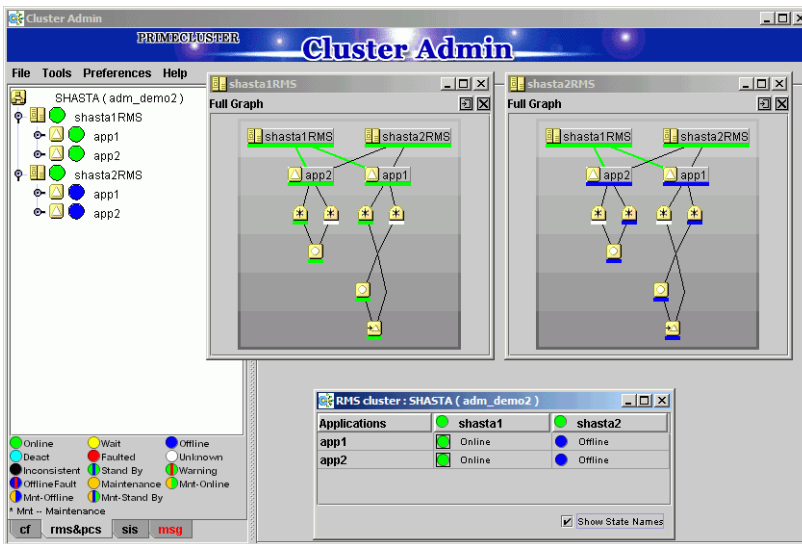 Cluster Admin
PRIMECLUSTER
Cluster Admin
File Tools Preferences Help
SHASTA ( adm_demo2 )
shasta1RMS
app1
app2
shasta2RMS
app1
app2
Online Wait Offline
Deact Faulted Unknown
Inconsistent Stand By Warning
OfflineFault Maintenance Mnt-Online
Mnt-Offline Mnt-Stand By
* Mnt -- Maintenance
cf rms&pcs sis msg
shasta1RMS
Full Graph
shasta1RMS shasta2RMS
app2 app1
shasta2RMS
Full Graph
shasta1RMS shasta2RMS
app2 app1
RMS cluster : SHASTA ( adm_demo2 )
Applications shasta1 shasta2
app1 Online Offline
app2 Online Offline
Show State Names